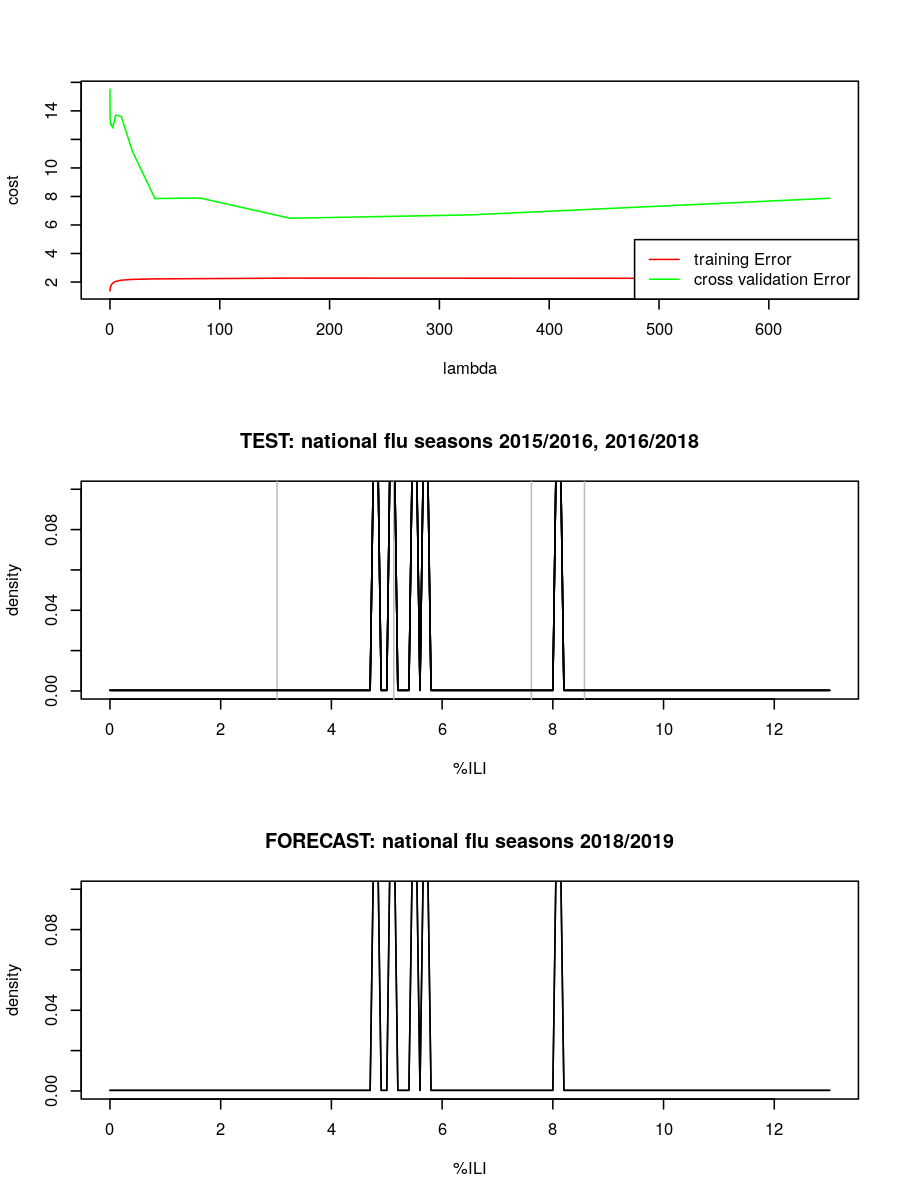 14
10
8
6
4
2
cost
training Error
cross validation Error
0 100 200 300 400 500 600
lambda
TEST: national flu seasons 2015/2016, 2016/2018
0.08
0.04
0.00
density
0 2 4 6 8 10 12
%ILI
FORECAST: national flu seasons 2018/2019
0.08
0.04
0.00
density
0 2 4 6 8 10 12
%ILI